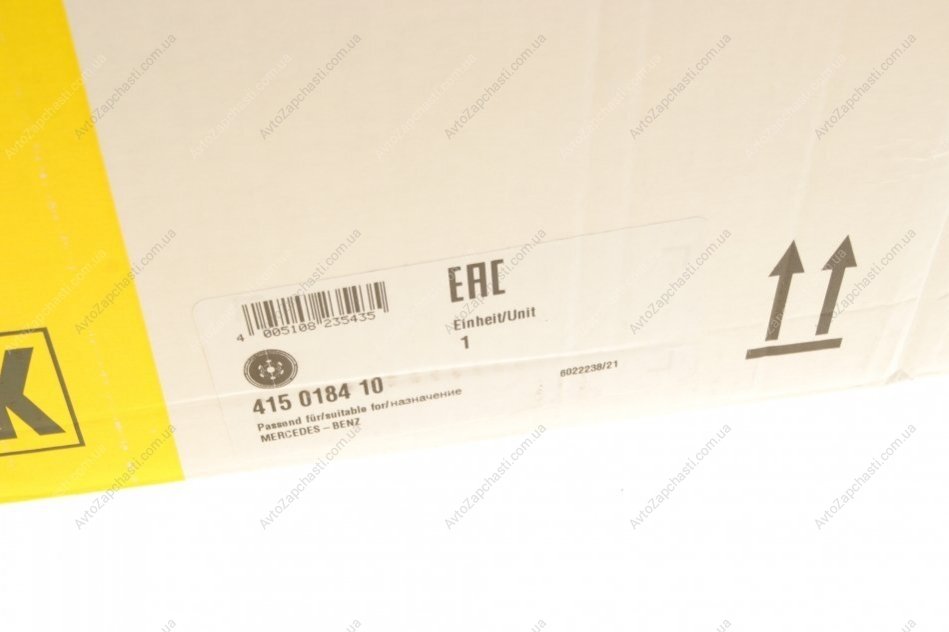 EAC
4 005108 235435
Einheit/Unit
1
6022238/21
415 0184 10
Passend für/suitable for/назначение
MERCEDES-BENZ
K
AvtoZapchasti.com.ua